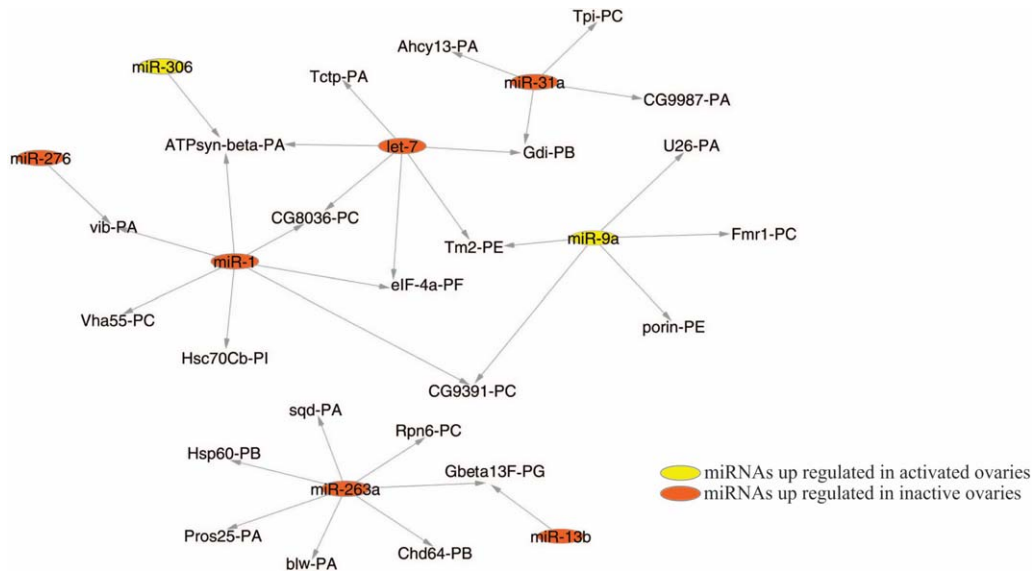 Tpi-PC
Ahcy13-PA
miR-306
Tctp-PA
miR-31a
CG9987-PA
ATPsyn-beta-PA
let-7
Gdi-PB
U26-PA
miR-276
CG8036-PC
vib-PA
Tm2-PE
miR-9a
Fmr1-PC
miR-1
eIF-4a-PF
Vha55-PC
porin-PE
Hsc70Cb-PI
CG9391-PC
sqd-PA
Rpn6-PC
Hsp60-PB
Gbeta13F-PG
miRNAs up regulated in activated ovaries
miR-263a
miRNAs up regulated in inactive ovaries
Pros25-PA
miR-13b
Chd64-PB
blw-PA